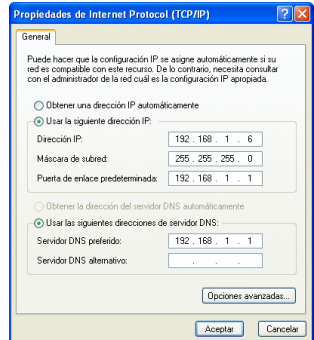 Propiedades de Internet Protocol (TCP/IP)
General
Puede hacer que la configuración IP se asigne automáticamente si su
red es compatible con este recurso. De lo contrario, necesita consultar
con el administrador de la red cuál es la configuración IP apropiada.
Obtener una dirección IP automáticamente
Usar la siguiente dirección IP:
Dirección IP: 192 . 168 . 1 . 6
Máscara de subred: 255 . 255 . 255 . 0
Puerta de enlace predeterminada: 192 . 168 . 1 . 1
Obtener la dirección del servidor DNS automáticamente
Usar las siguientes direcciones de servidor DNS:
Servidor DNS preferido: 192 . 168 . 1 . 1
Servidor DNS alternativo: . . .
Opciones avanzadas...
Aceptar Cancelar